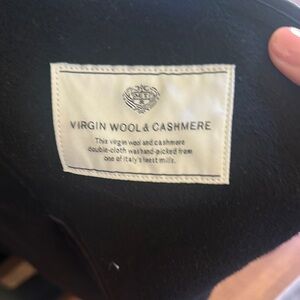 VIRGIN WOOL & CASHMERE
This virgin wool and cashmere
double-cloth was hand-picked from
one of Italy's finest mills.